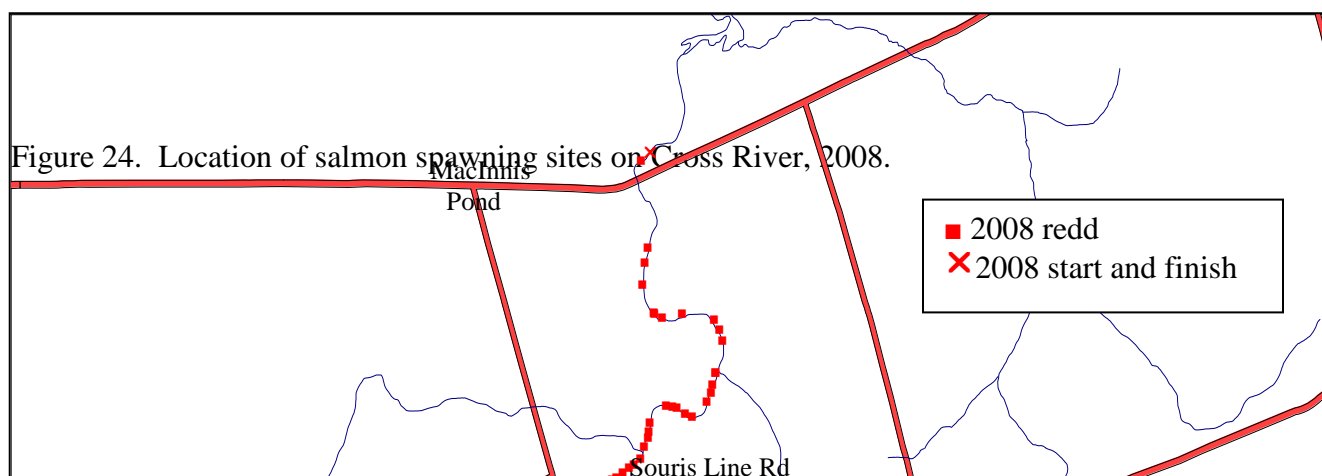 Figure 24. Location of salmon spawning sites on Cross River, 2008.
MacInnis
Pond
2008 redd
2008 start and finish
Souris Line Rd